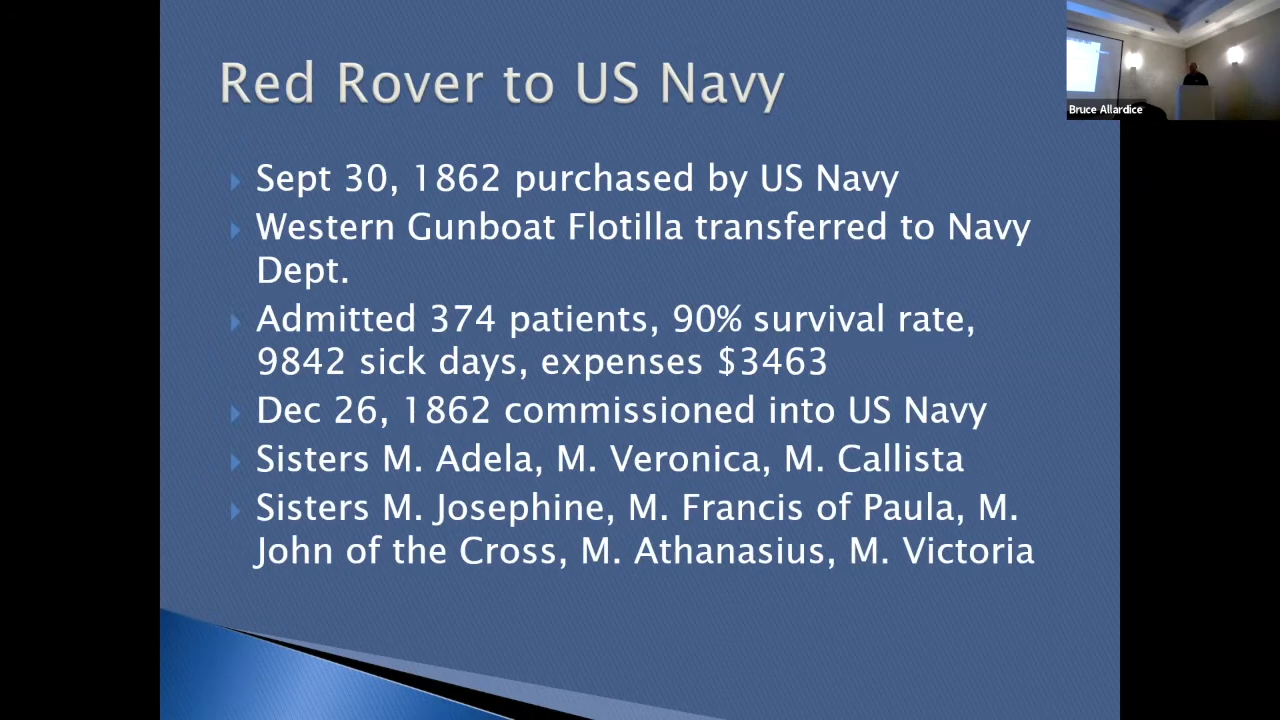 Red Rover to US Navy
Sept 30, 1862 purchased by US Navy
Western Gunboat Flotilla transferred to Navy
Dept.
Admitted 374 patients, 90% survival rate,
9842 sick days, expenses $3463
Dec 26, 1862 commissioned into US Navy
Sisters M. Adela, M. Veronica, M. Callista
Sisters M. Josephine, M. Francis of Paula, M.
John of the Cross, M. Athanasius, M. Victoria
Bruce Allardice